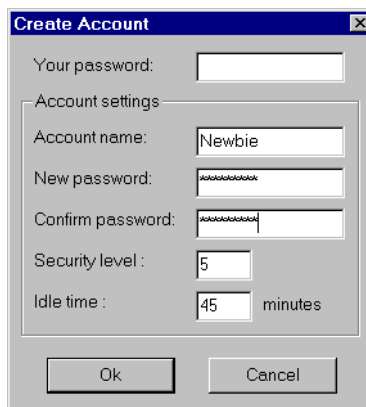 Create Account
Your password:
Account settings
Account name: Newbie
New password: *********
Confirm password: *********
Security level : 5
Idle time : 45 minutes
Ok Cancel